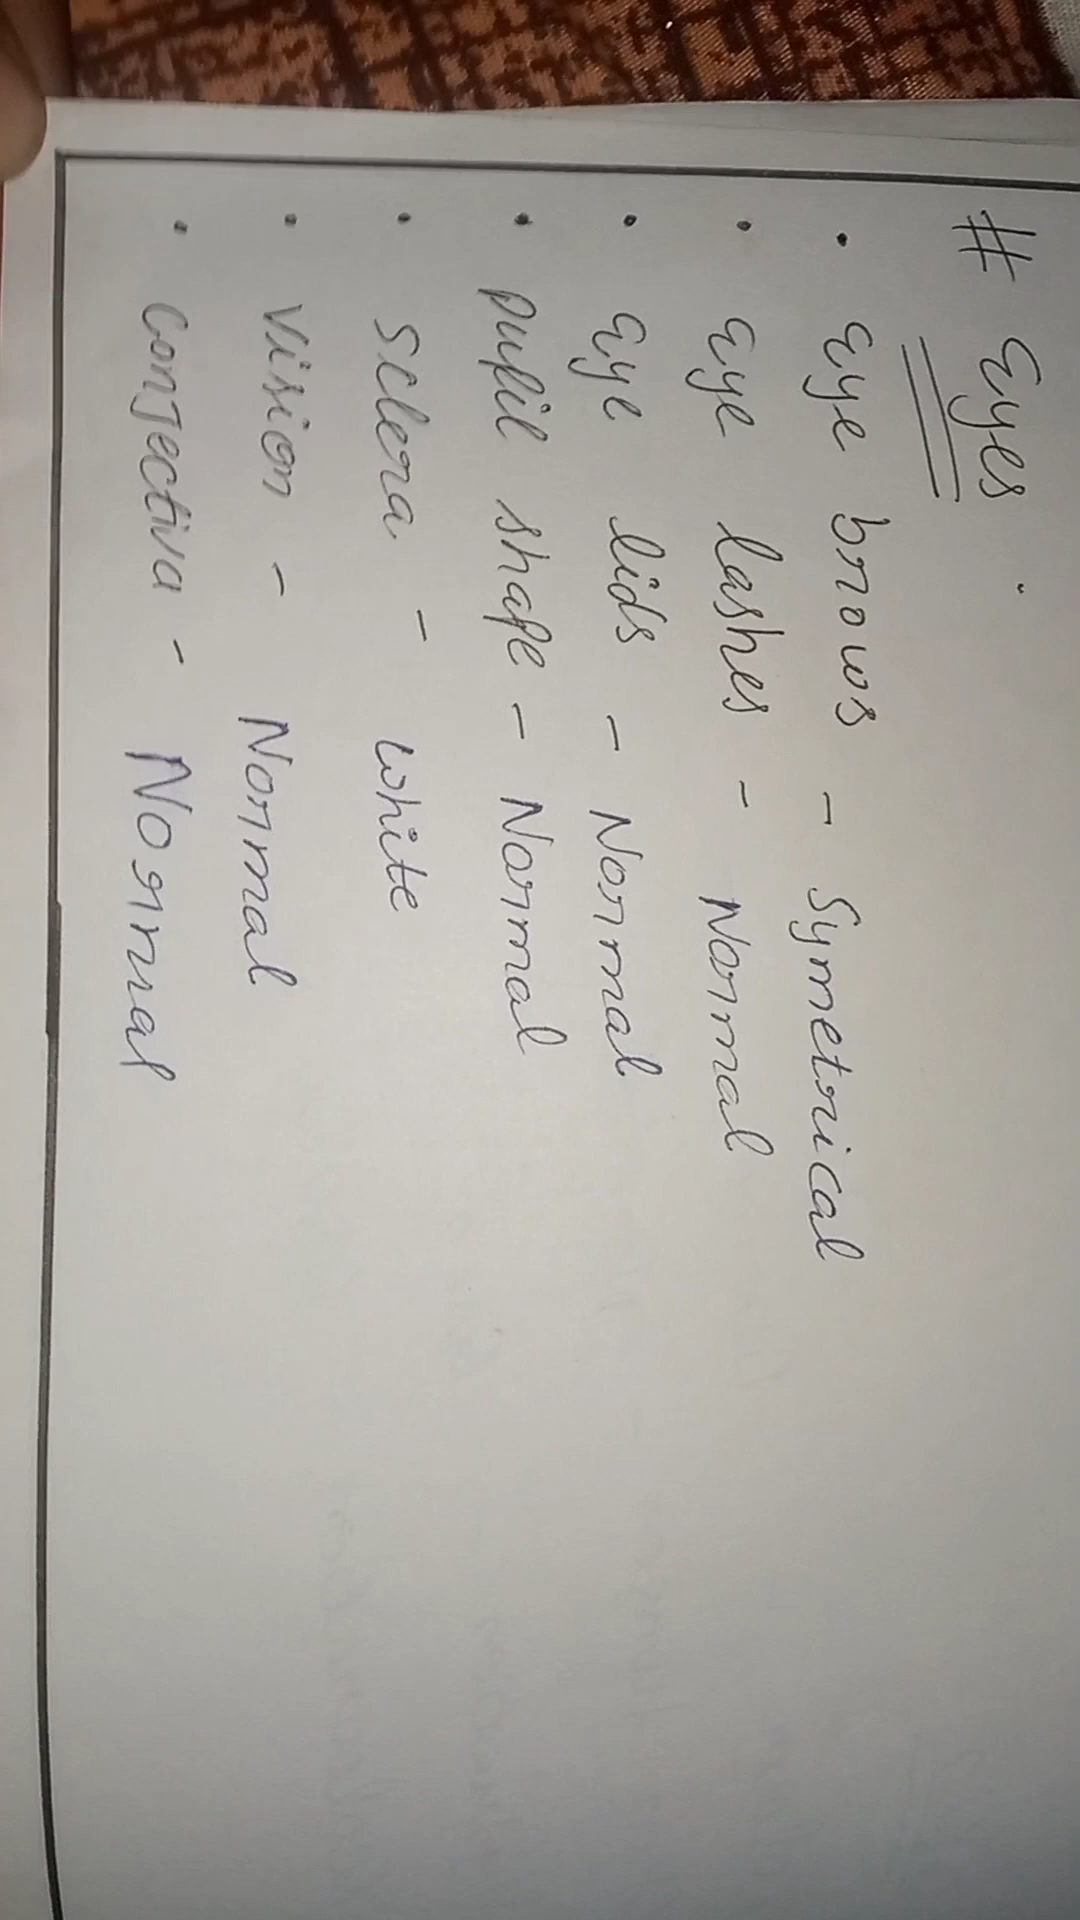 # Eyes
• Eye brows - Symetrical
• Eye lashes - Normal
• Eye lids - Normal
• pupil shape - Normal
• Sclera - white
• Vision - Normal
• Conjectiva - Normal